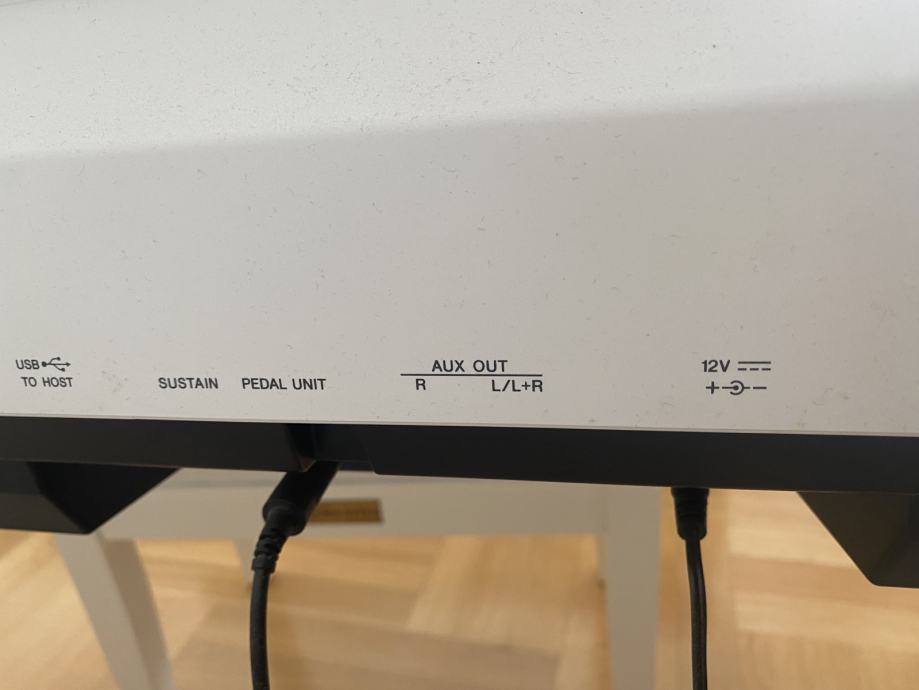 USB
TO HOST
SUSTAIN
PEDAL UNIT
AUX OUT
R L/L+R
12V